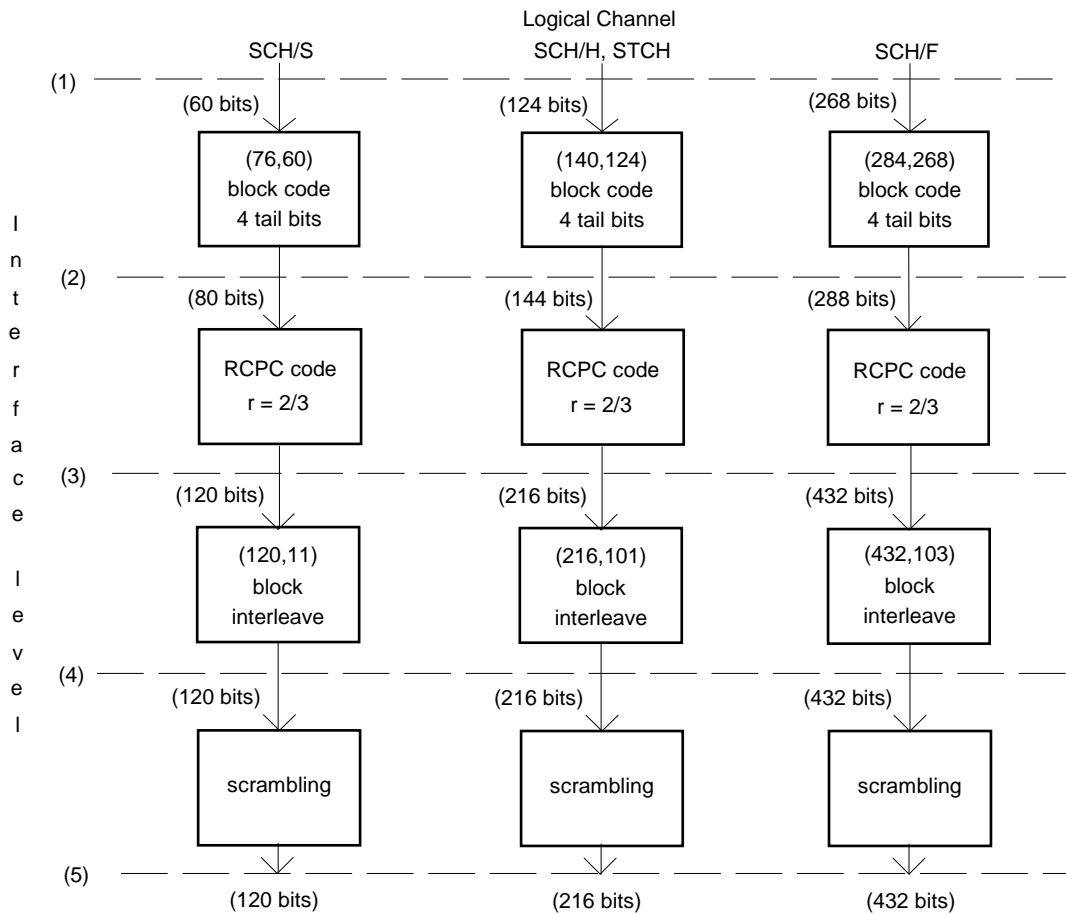 Logical Channel
SCH/S SCH/H, STCH SCH/F
(1)
(60 bits) (124 bits) (268 bits)
(76,60) (140,124) (284,268)
block code block code block code
4 tail bits 4 tail bits 4 tail bits
(2)
(80 bits) (144 bits) (288 bits)
RCPC code RCPC code RCPC code
r = 2/3 r = 2/3 r = 2/3
(3)
(120 bits) (216 bits) (432 bits)
(120,11) (216,101) (432,103)
block block block
interleave interleave interleave
(4)
(120 bits) (216 bits) (432 bits)
scrambling scrambling scrambling
(5)
(120 bits) (216 bits) (432 bits)
Interface level